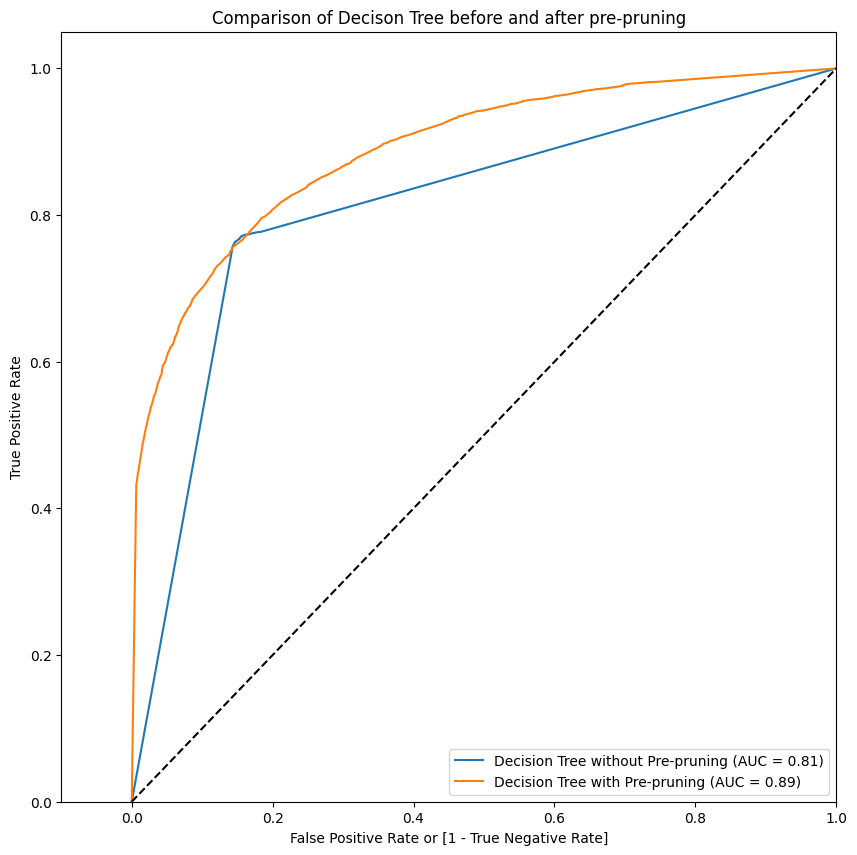 Comparison of Decison Tree before and after pre-pruning
True Positive Rate
1.0
0.8
0.6
0.4
0.2
0.0
0.0 0.2 0.4 0.6 0.8 1.0
False Positive Rate or [1 - True Negative Rate]
Decision Tree without Pre-pruning (AUC = 0.81)
Decision Tree with Pre-pruning (AUC = 0.89)